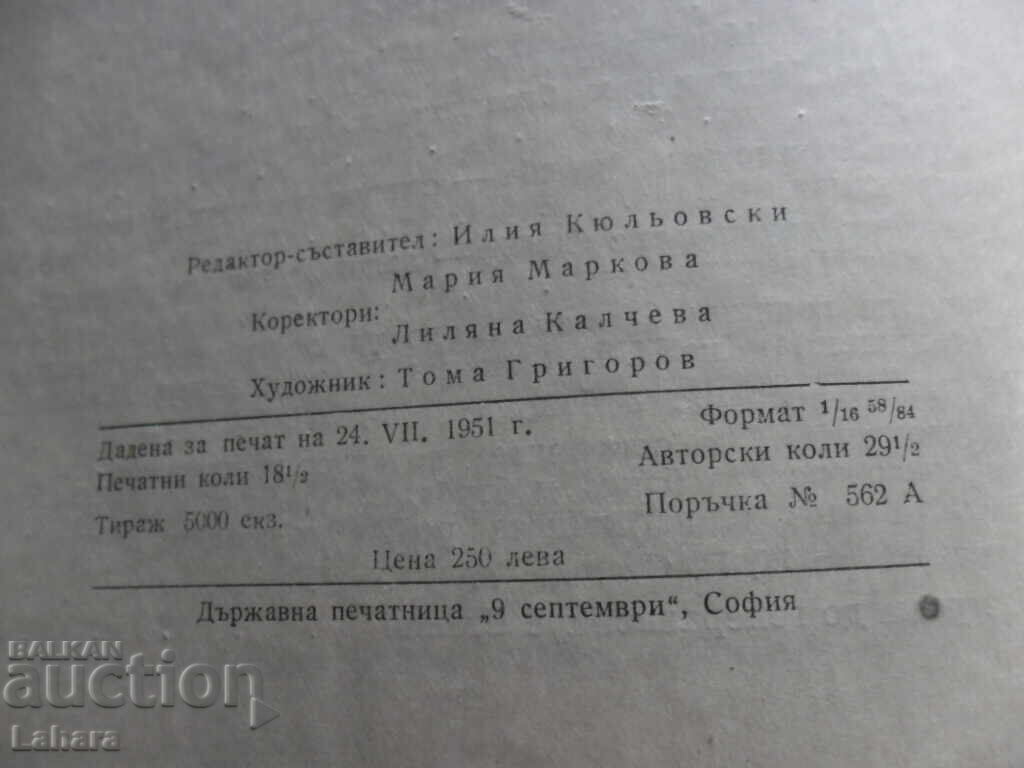 Редактор-съставител: Илия Кюльовски
Коректори: Мария Маркова
Лиляна Калчева
Художник: Тома Григоров
Дадена за печат на 24. VII. 1951 г. Формат 1/16 58/84
Печатни коли 18 1/2 Авторски коли 29 1/2
Тираж 5000 екз. Поръчка № 562 А
Цена 250 лева
Държавна печатница „9 септември“, София
BALKAN
auction
Lahara